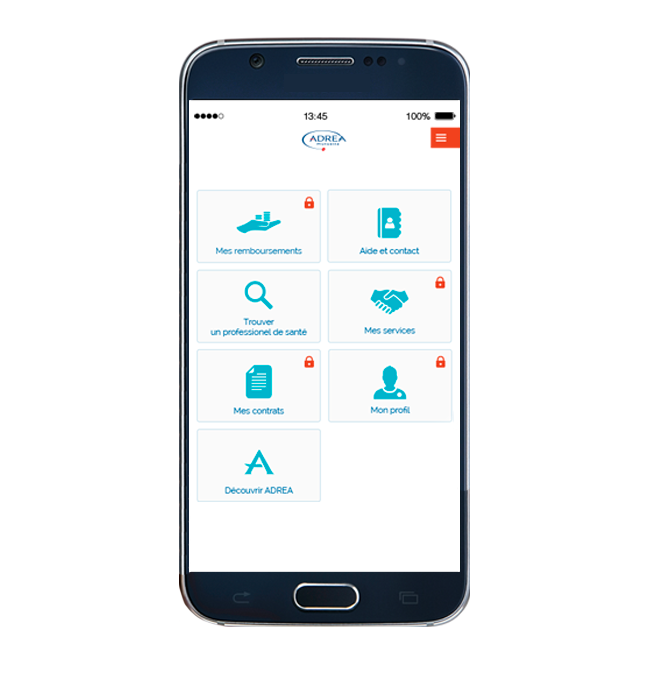 13:45
100%
ADREA
mutuelle
Mes remboursements
Aide et contact
Trouver
un professionel de santé
Mes services
Mes contrats
Mon profil
Découvrir ADREA